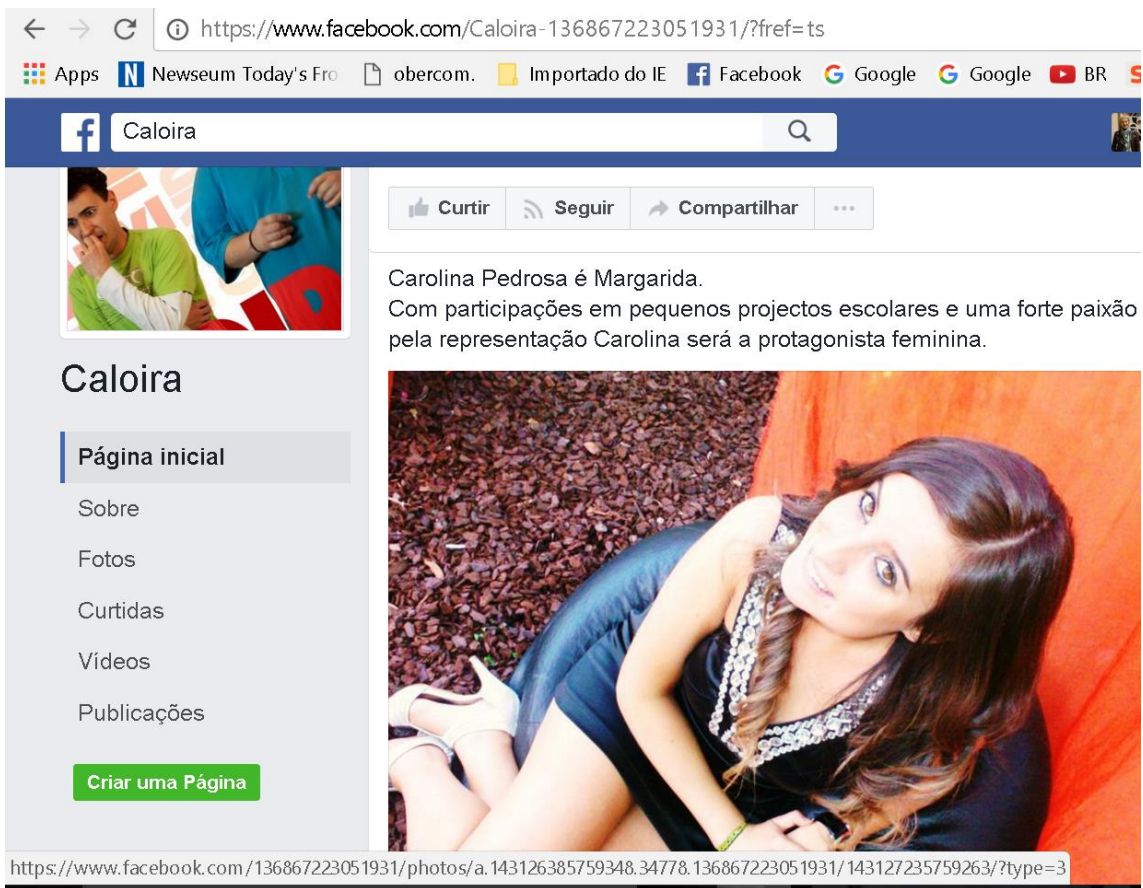 https://www.facebook.com/Caloira-136867223051931/?fref=ts
Apps Newseum Today's Fro obercom. Importado do IE Facebook Google Google BR
Caloira
Curtir Seguir Compartilhar ...
Carolina Pedrosa é Margarida.
Com participações em pequenos projectos escolares e uma forte paixão
pela representação Carolina será a protagonista feminina.
Caloira
Página inicial
Sobre
Fotos
Curtidas
Vídeos
Publicações
Criar uma Página
https://www.facebook.com/136867223051931/photos/a.143126385759348.34778.136867223051931/143127235759263/?type=3